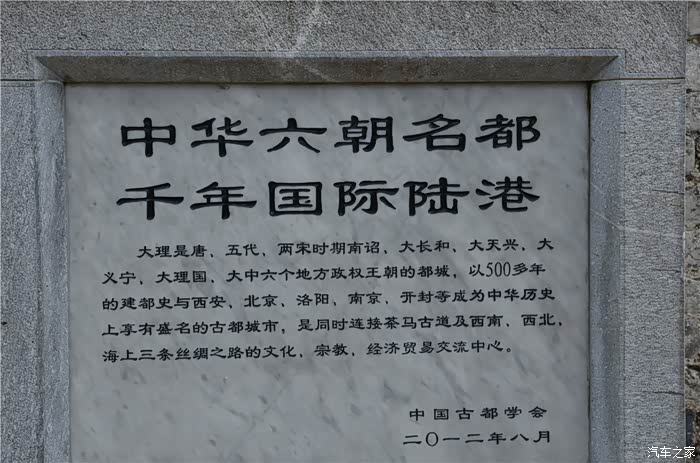 中华六朝名都
千年国际陆港
大理是唐、五代、两宋时期南诏、大长和、大天兴、大
义宁、大理国、大中六个地方政权王朝的都城，以500多年
的建都史与西安、北京、洛阳、南京、开封等成为中华历史
上享有盛名的古都城市，是同时连接茶马古道及西南、西北，
海上三条丝绸之路的文化、宗教、经济贸易交流中心。
中国古都学会
二〇一二年八月
汽车之家